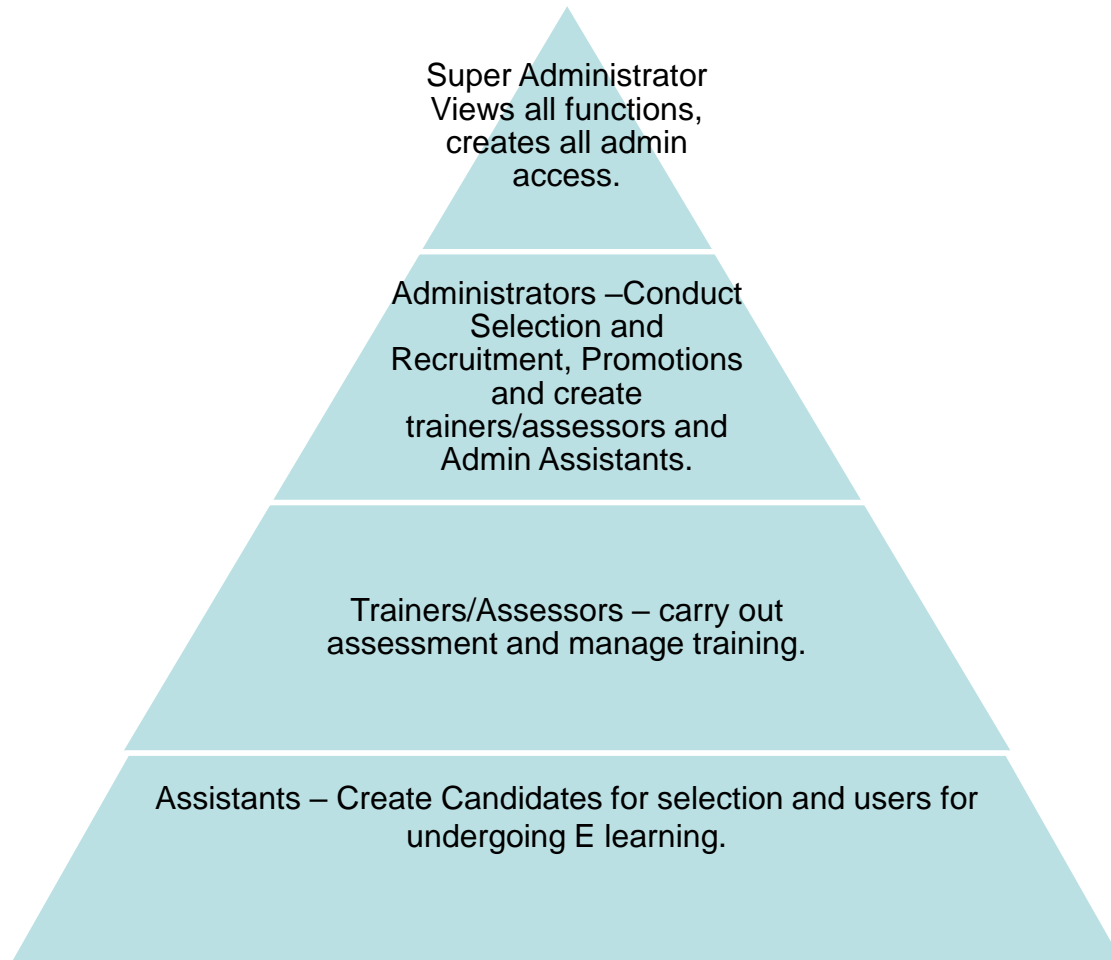 Super Administrator
Views all functions,
creates all admin
access.
Administrators –Conduct
Selection and
Recruitment, Promotions
and create
trainers/assessors and
Admin Assistants.
Trainers/Assessors – carry out
assessment and manage training.
Assistants – Create Candidates for selection and users for
undergoing E learning.